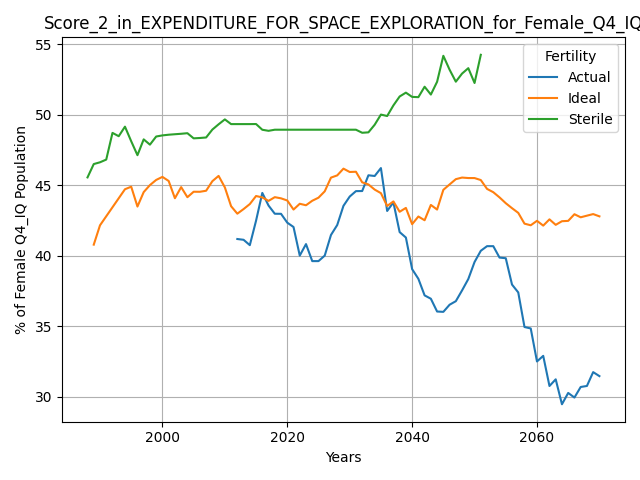 Score_2_in_EXPENDITURE_FOR_SPACE_EXPLORATION_for_Female_Q4_IQ
55
50
45
40
35
30
% of Female Q4_IQ Population
Fertility
Actual
Ideal
Sterile
2000
2020
2040
2060
Years